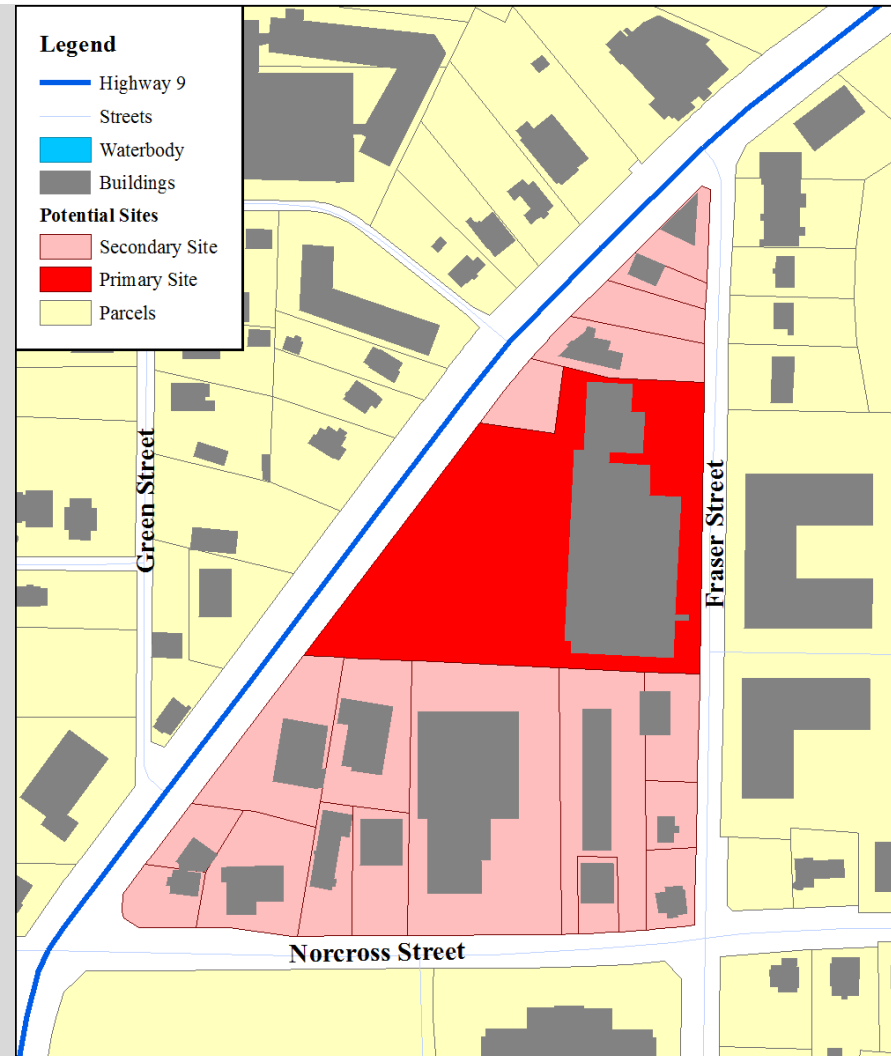 Legend
Highway 9
Streets
Waterbody
Buildings
Potential Sites
Secondary Site
Primary Site
Parcels
Green Street
Fraser Street
Norcross Street